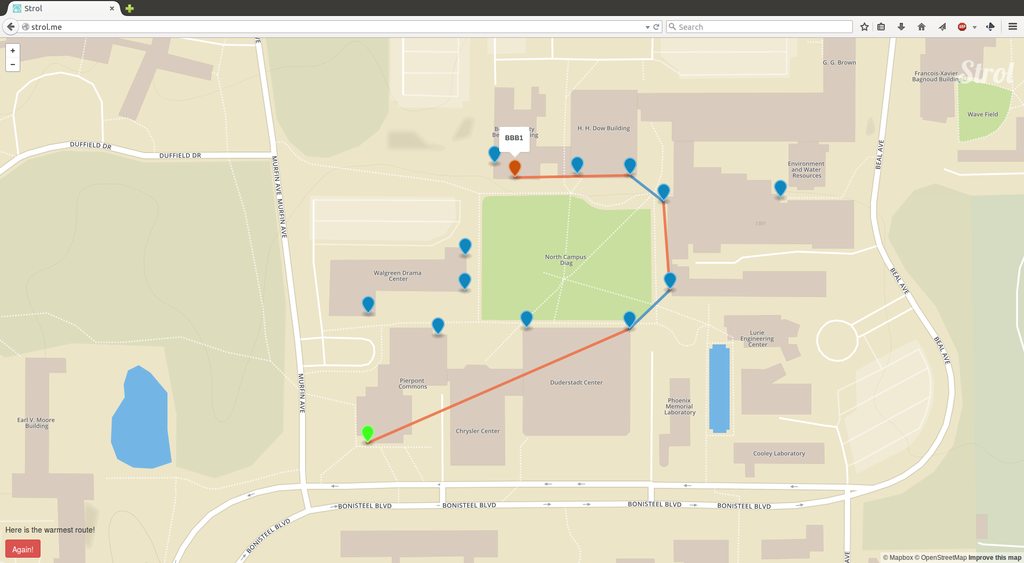 Strol
strol.me
Search
+
−
G. G. Brown
Francois-Xavier
Bagnoud Building
Strol
Wave Field
H. H. Dow Building
BBB1
DUFFIELD DR
DUFFIELD DR
MURFIN AVE
MURFIN AVE
BEAL AVE
Environment
and Water
Resources
North Campus
Diag
Walgreen Drama
Center
BEAL AVE
Lurie
Engineering
Center
BEAL AVE
MURFIN AVE
Pierpont
Commons
Duderstadt Center
Phoenix
Memorial
Laboratory
Earl V. Moore
Building
Chrysler Center
Cooley Laboratory
BONISTEEL BLVD
BONISTEEL BLVD
BONISTEEL BLVD
BONISTEEL BLVD
BONISTEEL BLVD
Here is the warmest route!
Again!
© Mapbox © OpenStreetMap Improve this map